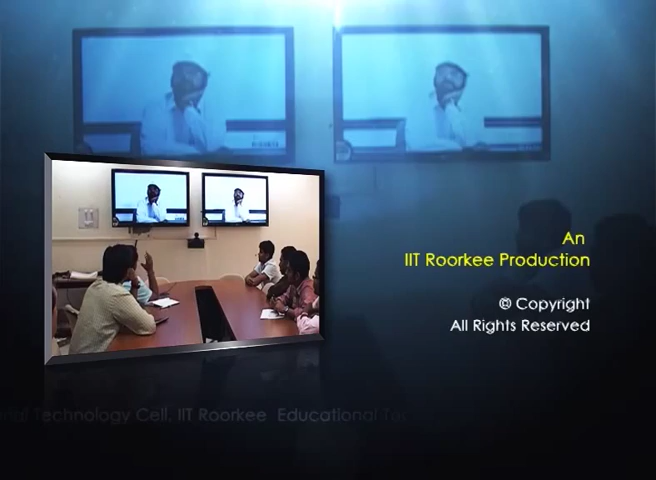 An
IIT Roorkee Production
@ Copyright
All Rights Reserved
Technology Cell, IIT Roorkee Educational